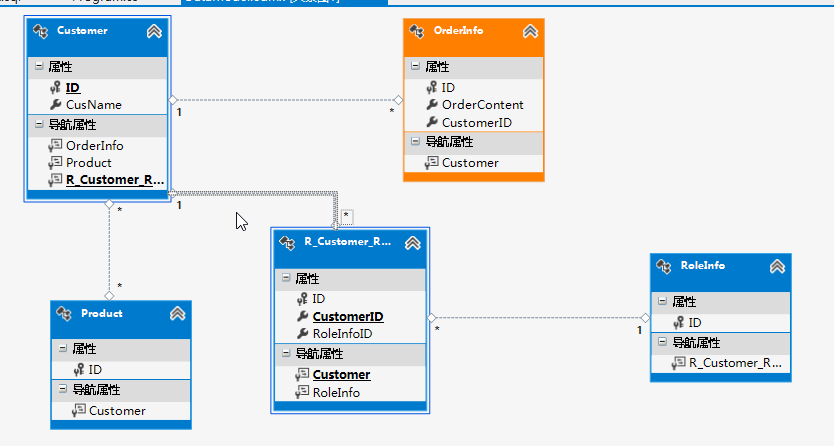 Customer
属性
ID
CusName
导航属性
OrderInfo
Product
R_Customer_R...
OrderInfo
属性
ID
OrderContent
CustomerID
导航属性
Customer
1
*
1
*
*
*
Product
属性
ID
导航属性
Customer
R_Customer_R...
属性
ID
CustomerID
RoleInfoID
导航属性
Customer
RoleInfo
*
1
RoleInfo
属性
ID
导航属性
R_Customer_R...